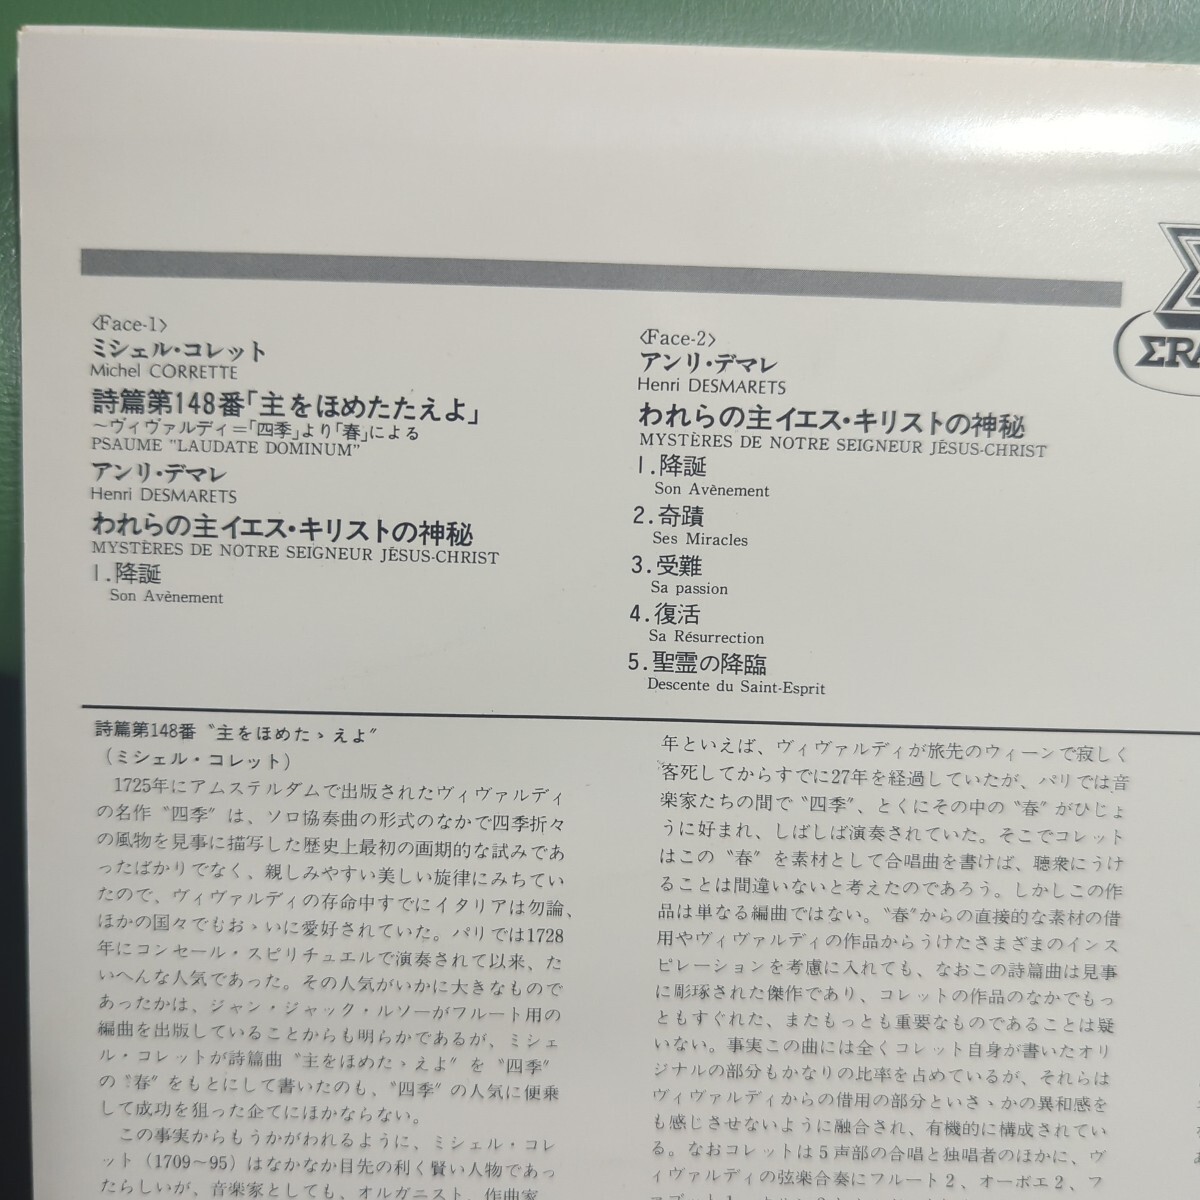 〈Face-1〉
ミシェル・コレット
Michel CORRETTE
詩篇第148番「主をほめたたえよ」
～ヴィヴァルディ=「四季」より「春」による
PSAUME "LAUDATE DOMINUM"
アンリ・デマレ
Henri DESMARETS
われらの主イエス・キリストの神秘
MYSTÈRES DE NOTRE SEIGNEUR JÉSUS-CHRIST
1.降誕
Son Avènement
〈Face-2〉
アンリ・デマレ
Henri DESMARETS
われらの主イエス・キリストの神秘
MYSTÈRES DE NOTRE SEIGNEUR JÉSUS-CHRIST
1.降誕
Son Avènement
2.奇蹟
Ses Miracles
3.受難
Sa passion
4.復活
Sa Résurrection
5.聖霊の降臨
Descente du Saint-Esprit
ERA
詩篇第148番〝主をほめたゝえよ〟
(ミシェル・コレット)
1725年にアムステルダムで出版されたヴィヴァルディ
の名作〝四季〟は、ソロ協奏曲の形式のなかで四季折々
の風物を見事に描写した歴史上最初の画期的な試みであ
ったばかりでなく、親しみやすい美しい旋律にみちてい
たので、ヴィヴァルディの存命中すでにイタリアは勿論、
ほかの国々でもおゝいに愛好されていた。パリでは1728
年にコンセール・スピリチュエルで演奏されて以来、た
いへんな人気であった。その人気がいかに大きなもので
あったかは、ジャン・ジャック・ルソーがフルート用の
編曲を出版していることからも明らかであるが、ミシェ
ル・コレットが詩篇曲〝主をほめたゝえよ〟を〝四季〟
の〝春〟をもとにして書いたのも、〝四季〟の人気に便乗
して成功を狙った企てにほかならない。
この事実からもうかがわれるように、ミシェル・コレ
ット(1709～95)はなかなか目先の利く賢い人物であっ
たらしいが、音楽家としても、オルガニスト、作曲家、
年といえば、ヴィヴァルディが旅先のウィーンで寂しく
客死してからすでに27年を経過していたが、パリでは音
楽家たちの間で〝四季〟、とくにその中の〝春〟がひじょ
うに好まれ、しばしば演奏されていた。そこでコレット
はこの〝春〟を素材として合唱曲を書けば、聴衆にうけ
ることは間違いないと考えたのであろう。しかしこの作
品は単なる編曲ではない。〝春〟からの直接的な素材の借
用やヴィヴァルディの作品からうけたさまざまのインス
ピレーションを考慮に入れても、なおこの詩篇曲は見事
に彫琢された傑作であり、コレットの作品のなかでもっ
ともすぐれた、またもっとも重要なものであることは疑
いない。事実この曲には全くコレット自身が書いたオリ
ジナルの部分もかなりの比率を占めているが、それらは
ヴィヴァルディからの借用の部分といさゝかの異和感を
も感じさせないように融合され、有機的に構成されてい
る。なおコレットは5声部の合唱と独唱者のほかに、ヴ
ィヴァルディの弦楽合奏にフルート2、オーボエ2、フ